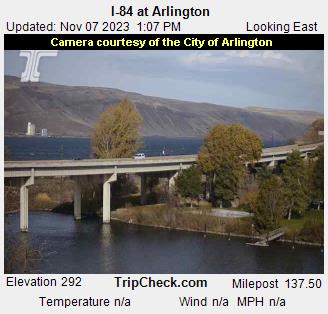 I-84 at Arlington
Updated: Nov 07 2023 1:07 PM Looking East
Camera courtesy of the City of Arlington
Elevation 292 TripCheck.com Milepost 137.50
Temperature n/a Wind n/a MPH n/a